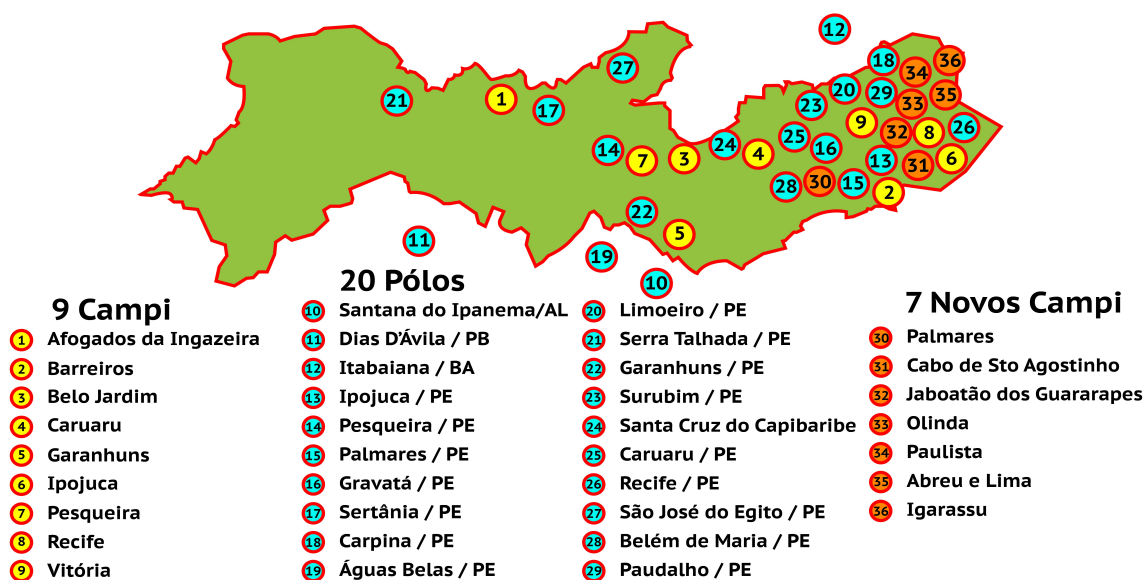 12
18
36
34
27
20
29
35
21
1
23
33
17
9
26
32
8
25
24
16
14
4
7
3
13
6
31
30
15
28
2
22
5
11
19
10
20 Pólos
9 Campi
1 Afogados da Ingazeira
2 Barreiros
3 Belo Jardim
4 Caruaru
5 Garanhuns
6 Ipojuca
7 Pesqueira
8 Recife
9 Vitória
10 Santana do Ipanema/AL
11 Dias D'Ávila / PB
12 Itabaiana / BA
13 Ipojuca / PE
14 Pesqueira / PE
15 Palmares / PE
16 Gravatá / PE
17 Sertânia / PE
18 Carpina / PE
19 Águas Belas / PE
20 Limoeiro / PE
21 Serra Talhada / PE
22 Garanhuns / PE
23 Surubim / PE
24 Santa Cruz do Capibaribe
25 Caruaru / PE
26 Recife / PE
27 São José do Egito / PE
28 Belém de Maria / PE
29 Paudalho / PE
7 Novos Campi
30 Palmares
31 Cabo de Sto Agostinho
32 Jaboatão dos Guararapes
33 Olinda
34 Paulista
35 Abreu e Lima
36 Igarassu